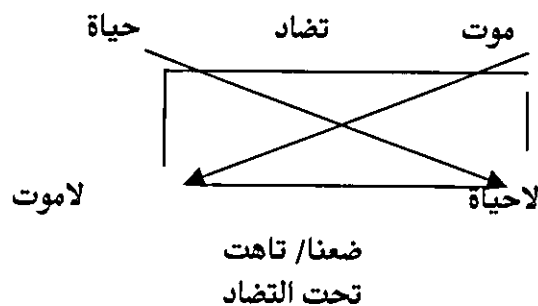 موت تضاد حياة
لاحياة لاموت
ضعنا/ تاهت
تحت التضاد